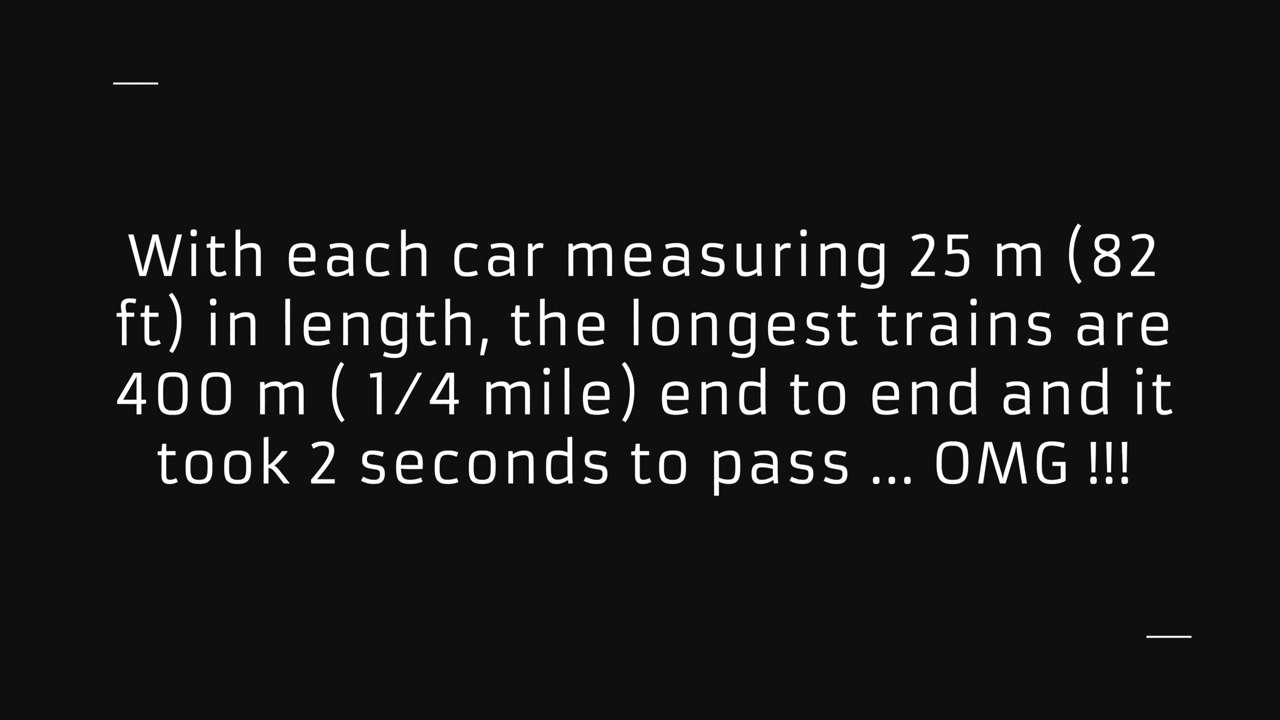 With each car measuring 25 m (82
ft) in length, the longest trains are
400 m ( 1/4 mile) end to end and it
took 2 seconds to pass ... OMG !!!